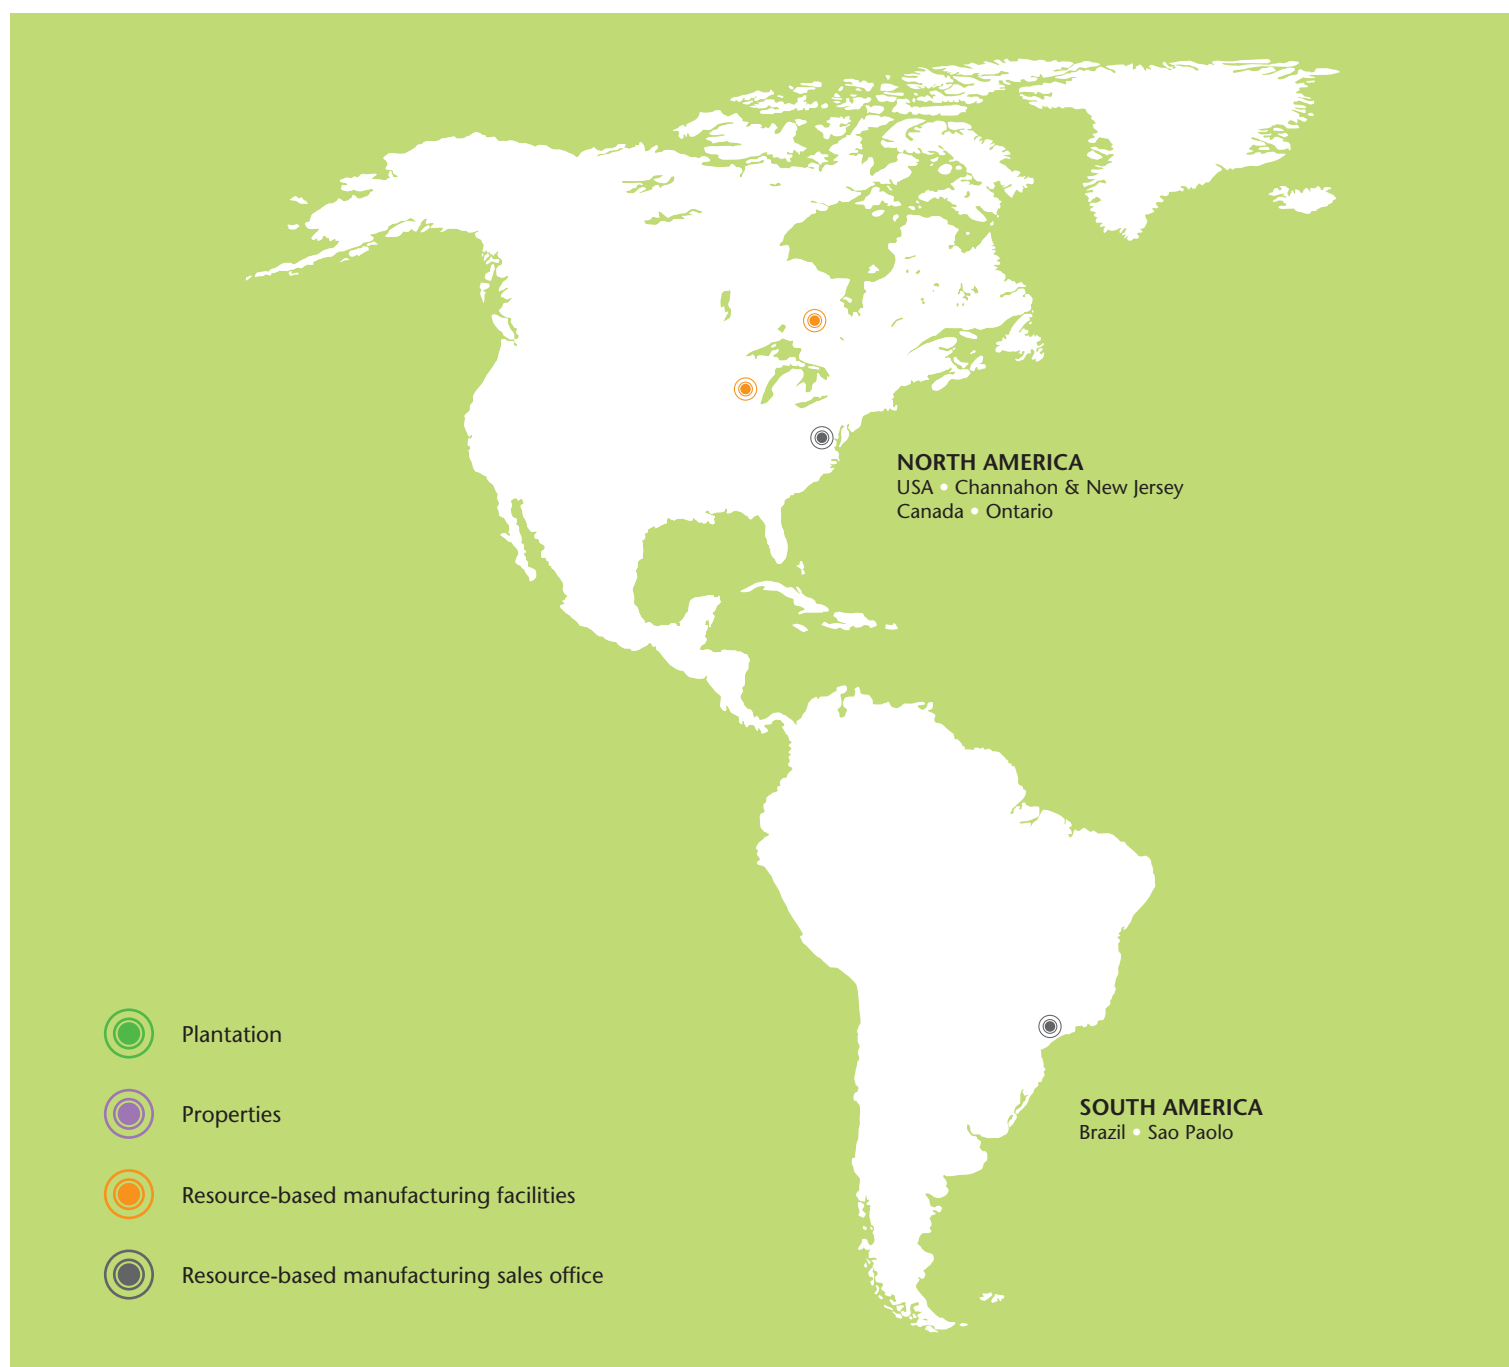 NORTH AMERICA
USA • Channahon & New Jersey
Canada • Ontario
Plantation
Properties
SOUTH AMERICA
Brazil • Sao Paolo
Resource-based manufacturing facilities
Resource-based manufacturing sales office